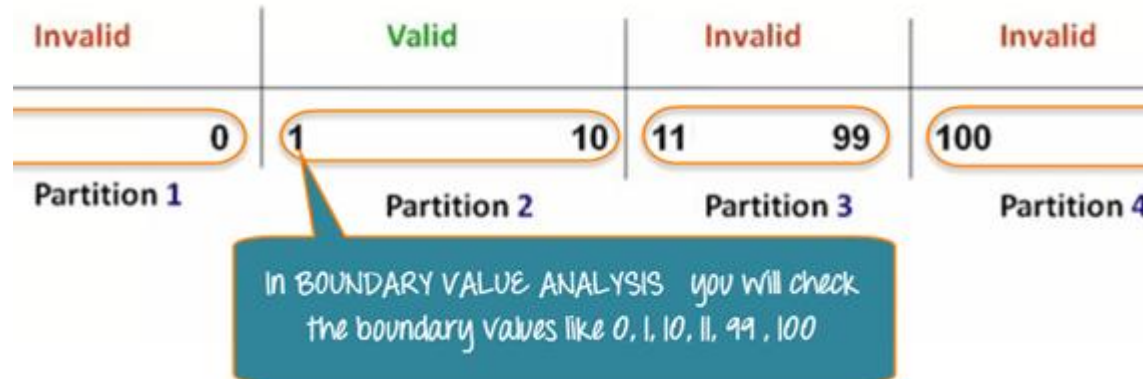 Invalid Valid Invalid Invalid
0 1 10 11 99 100
Partition 1 Partition 2 Partition 3 Partition 4
In BOUNDARY VALUE ANALYSIS you will check
the boundary values like 0, 1, 10, 11, 99 , 100